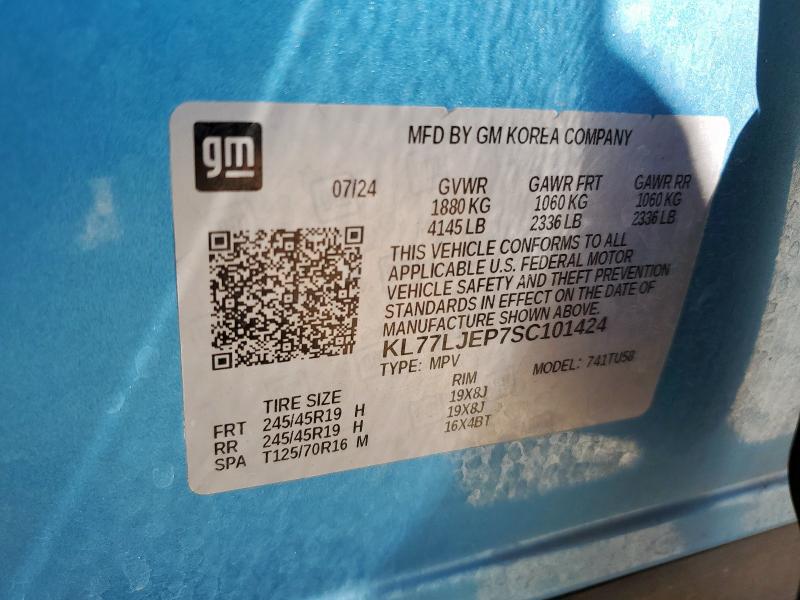 gm
MFD BY GM KOREA COMPANY
07/24 GVWR GAWR FRT GAWR RR
1880 KG 1060 KG 1060 KG
4145 LB 2336 LB 2336 LB
THIS VEHICLE CONFORMS TO ALL
APPLICABLE U.S. FEDERAL MOTOR
VEHICLE SAFETY AND THEFT PREVENTION
STANDARDS IN EFFECT ON THE DATE OF
MANUFACTURE SHOWN ABOVE.
KL77LJEP7SC101424
TYPE: MPV MODEL: 741TU58
TIRE SIZE RIM
FRT 245/45R19 H 19X8J
RR 245/45R19 H 19X8J
SPA T125/70R16 M 16X4BT